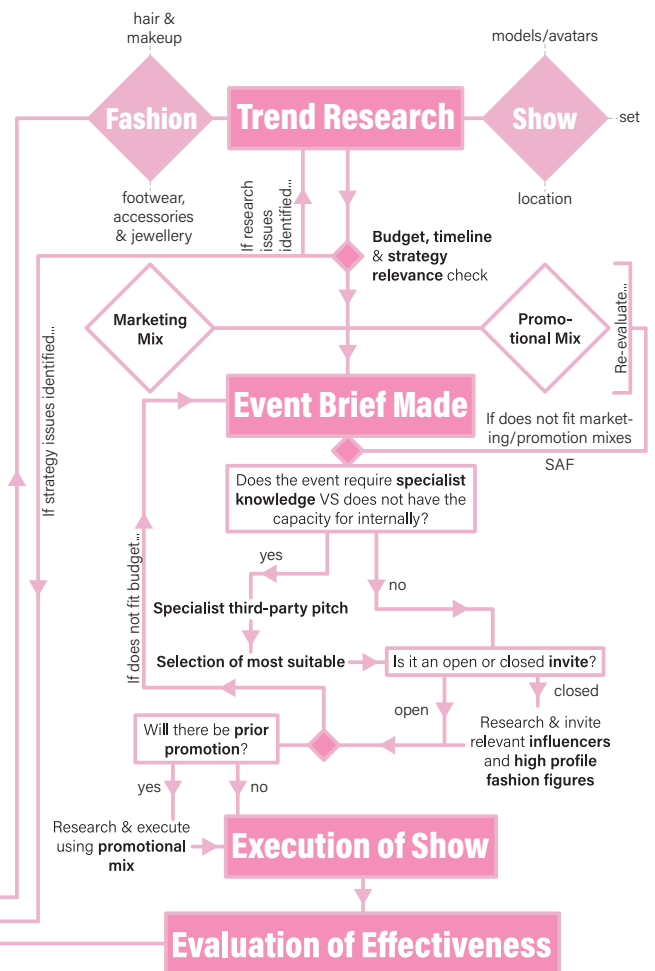 hair &
makeup
models/avatars
Fashion
Trend Research
Show
set
footwear,
accessories
& jewellery
location
If research
issues
identified...
Budget, timeline
& strategy
relevance check
Marketing
Mix
Promo-
tional Mix
Re-evaluate...
If strategy issues identified...
Event Brief Made
If does not fit market-
ing/promotion mixes
SAF
Does the event require specialist
knowledge VS does not have the
capacity for internally?
yes
no
If does not fit budget...
Specialist third-party pitch
Selection of most suitable
Is it an open or closed invite?
open
closed
Research & invite
relevant influencers
and high profile
fashion figures
Will there be prior
promotion?
yes
no
Research & execute
using promotional
mix
Execution of Show
Evaluation of Effectiveness